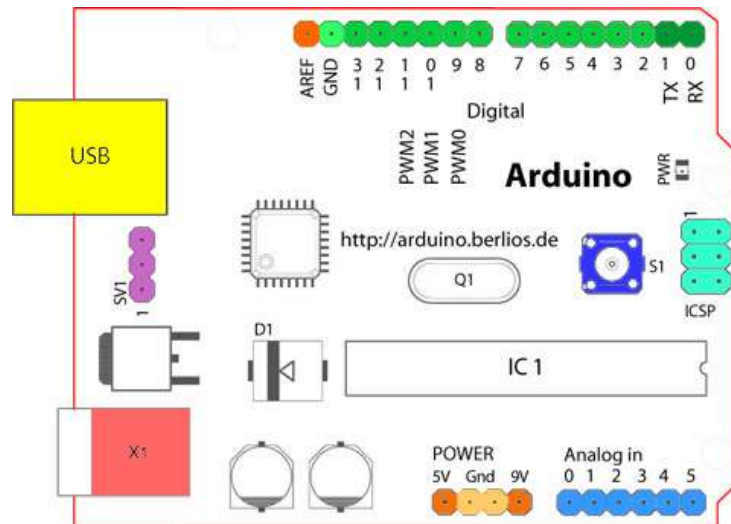 AREF
GND
13
12
11
10
9
8
7
6
5
4
3
2
1
0
TX
RX
Digital
USB
PWM2
PWM1
PWM0
Arduino
PWR
1
http://arduino.berlios.de
S1
Q1
ICSP
SV1
1
D1
IC 1
X1
POWER
5V Gnd 9V
Analog in
0 1 2 3 4 5